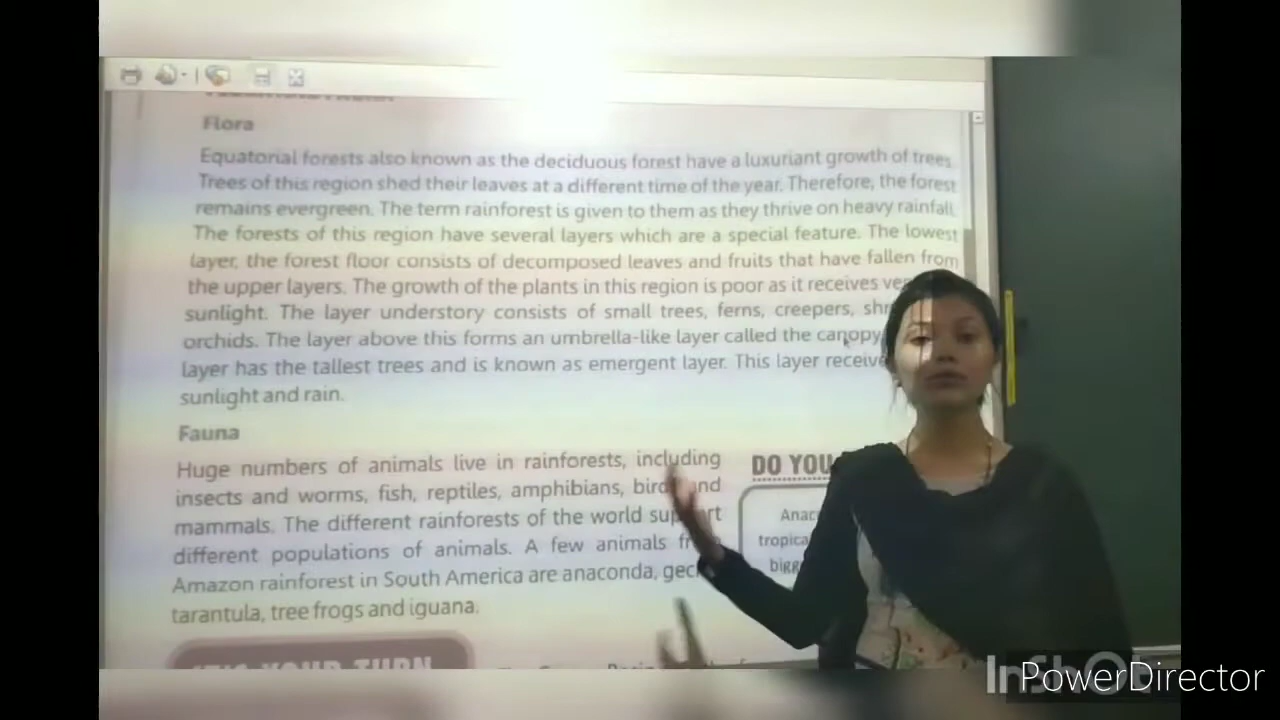 Flora
Equatorial forests also known as the deciduous forest have a luxuriant growth of trees.
Trees of this region shed their leaves at a different time of the year. Therefore, the forest
remains evergreen. The term rainforest is given to them as they thrive on heavy rainfall.
The forests of this region have several layers which are a special feature. The lowest
layer, the forest floor consists of decomposed leaves and fruits that have fallen from
the upper layers. The growth of the plants in this region is poor as it receives
sunlight. The layer understory consists of small trees, ferns, creepers,
orchids. The layer above this forms an umbrella-like layer called the canopy
layer has the tallest trees and is known as emergent layer. This layer
sunlight and rain.
Fauna
Huge numbers of animals live in rainforests, including
insects and worms, fish, reptiles, amphibians, and
mammals. The different rainforests of the world
different populations of animals. A few animals
Amazon rainforest in South America are anaconda,
tarantula, tree frogs and iguana.
DO YOU
IT'S YOUR TURN
InShOt
PowerDirector